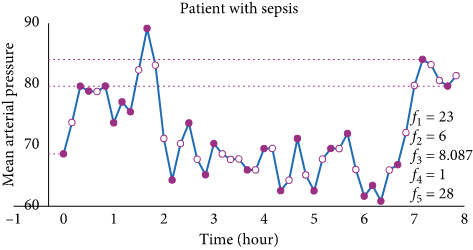 Patient with sepsis
Mean arterial pressure
90
80
70
60
f1 = 23
f2 = 6
f3 = 8.087
f4 = 1
f5 = 28
–1 0 1 2 3 4 5 6 7 8
Time (hour)